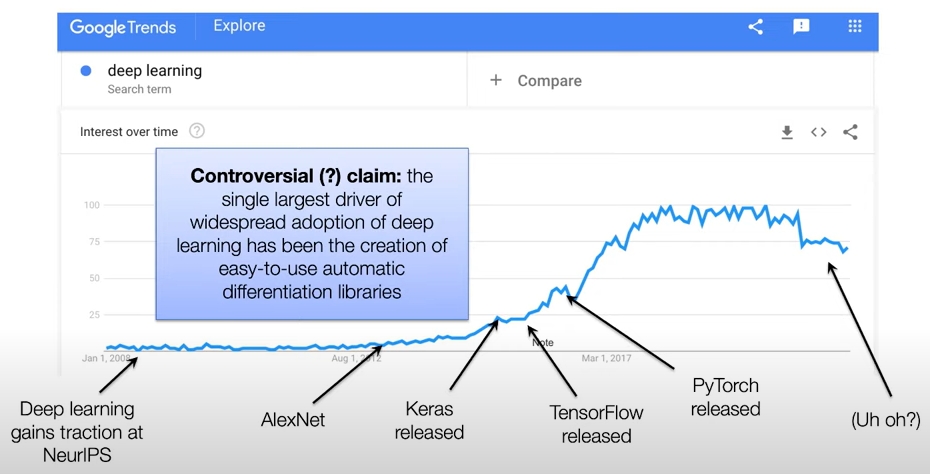 Google Trends
Explore
deep learning
Search term
+ Compare
Interest over time ?
Controversial (?) claim: the
single largest driver of
widespread adoption of deep
learning has been the creation of
easy-to-use automatic
differentiation libraries
100
75
50
25
Note
Jan 1, 2008
Aug 1, 2012
Mar 1, 2017
Deep learning
gains traction at
NeurIPS
AlexNet
Keras
released
TensorFlow
released
PyTorch
released
(Uh oh?)